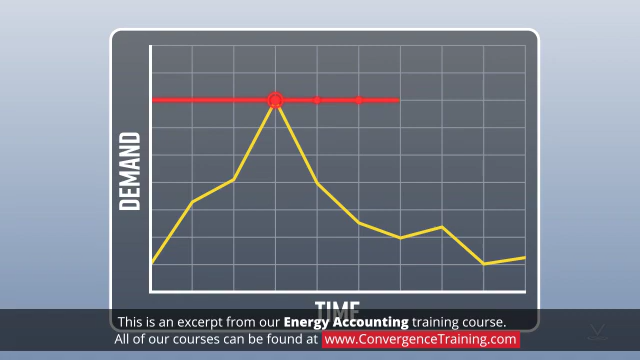 DEMAND
TIME
This is an excerpt from our Energy Accounting training course.
All of our courses can be found at www.ConvergenceTraining.com